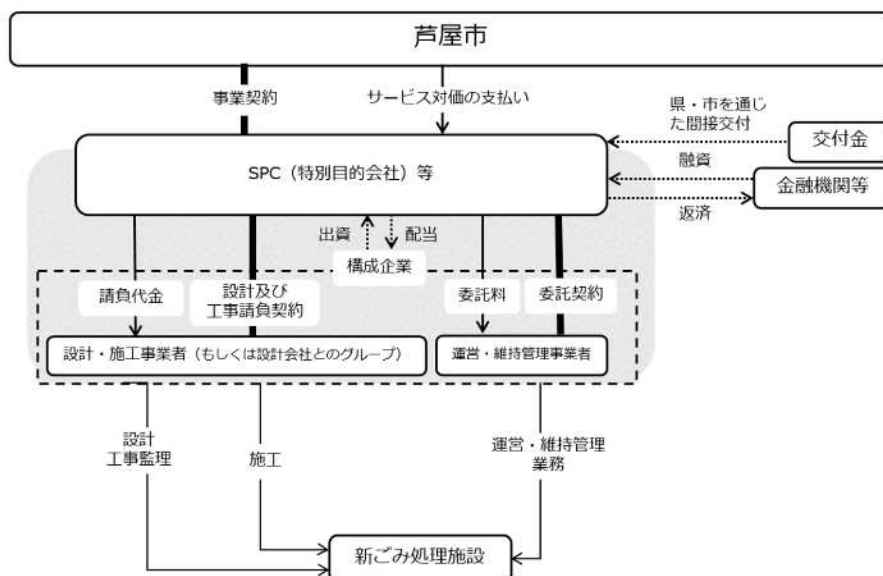 芦屋市
事業契約
サービス対価の支払い
県・市を通じ
た間接交付
交付金
SPC（特別目的会社）等
融資
金融機関等
返済
出資
配当
構成企業
請負代金
設計及び
工事請負契約
委託料
委託契約
設計・施工事業者（もしくは設計会社とのグループ）
運営・維持管理事業者
設計
工事監理
施工
運営・維持管理
業務
新ごみ処理施設